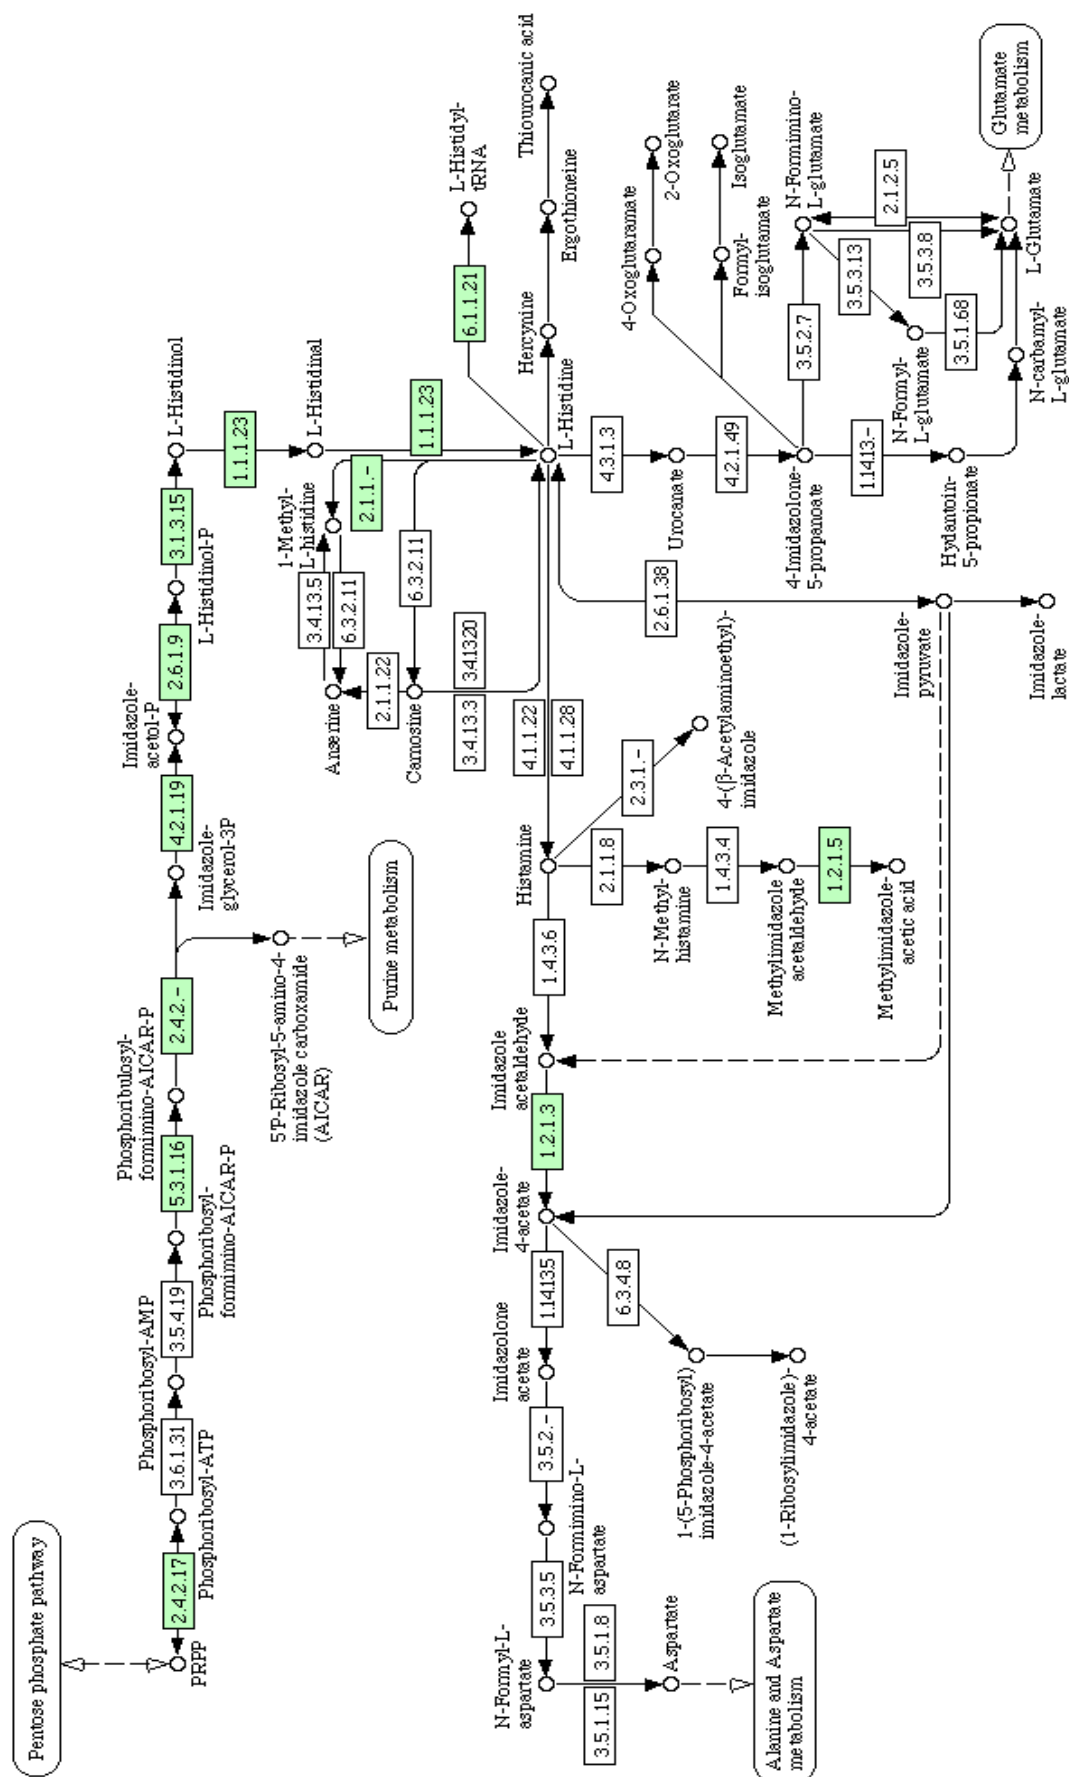 Pentose phosphate pathway
PRPP
2.4.2.17
Phosphoribosyl-ATP
3.6.1.31
Phosphoribosyl-AMP
3.5.4.19
Phosphoribosyl-
formimino-AICAR-P
5.3.1.16
Phosphoribulosyl-
formimino-AICAR-P
2.4.2.-
5'P-Ribosyl-5-amino-4-
imidazole carboxamide
(AICAR)
Purine metabolism
Imidazole-
glycerol-3P
4.2.1.19
Imidazole-
acetol-P
2.6.1.9
L-Histidinol-P
3.1.3.15
L-Histidinol
1.1.1.23
L-Histidinal
1.1.1.23
1-Methyl-
L-histidine
2.1.1.-
3.4.13.5
6.3.2.11
6.3.2.11
Anserine
2.1.1.22
Carnosine
3.4.13.3
3.4.1320
6.1.1.21
L-Histidyl-
tRNA
L-Histidine
Hercynine
Ergothioneine
Thiourocanic acid
4.1.1.22
4.1.1.28
Histamine
2.3.1.-
4-(β-Acetylaminoethyl)-
imidazole
2.1.1.8
N-Methyl-
histamine
1.4.3.4
Methylimidazole
acetaldehyde
1.2.1.5
Methylimidazole-
acetic acid
1.4.3.6
Imidazole
acetaldehyde
1.2.1.3
Imidazole-
4-acetate
6.3.4.8
1-(5-Phosphoribosyl)
imidazole-4-acetate
(1-Ribosylimidazole)-
4-acetate
1.14.13.5
Imidazolone
acetate
3.5.2.-
N-Formimino-L-
aspartate
3.5.3.5
N-Formyl-L-
aspartate
3.5.1.15
3.5.1.8
Aspartate
Alanine and Aspartate
metabolism
4.3.1.3
Urocanate
4.2.1.49
4-Imidazolone-
5-propanoate
4-Oxoglutaramate
2-Oxoglutarate
Formyl-
isoglutamate
Isoglutamate
3.5.2.7
N-Formimino-
L-glutamate
2.1.2.5
3.5.3.8
3.5.3.13
N-Formyl-
L-glutamate
3.5.1.68
L-Glutamate
Glutamate
metabolism
1.14.13.-
Hydantoin-
5-propionate
N-carbamyl-
L-glutamate
2.6.1.38
Imidazole-
pyruvate
Imidazole-
lactate